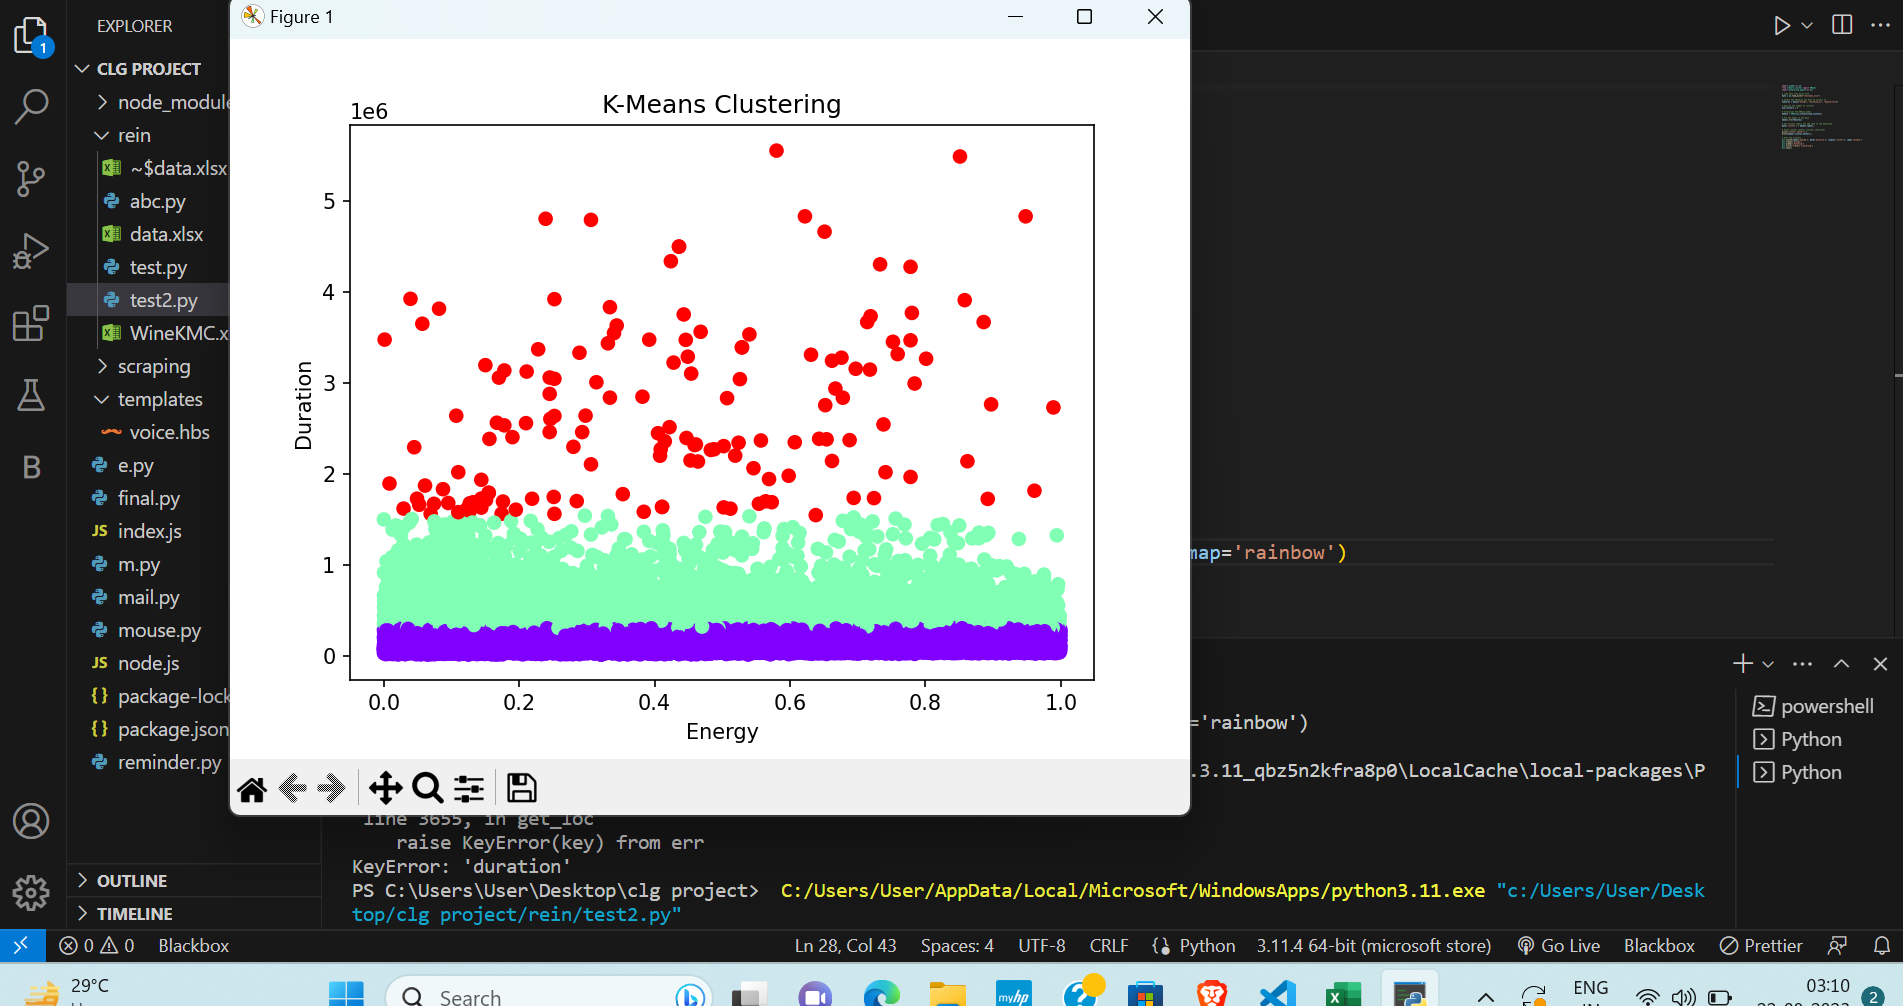 Figure 1
EXPLORER
1
CLG PROJECT
node_module
rein
~$data.xlsx
abc.py
data.xlsx
test.py
test2.py
WineKMC.x
scraping
templates
voice.hbs
e.py
final.py
JS index.js
m.py
mail.py
mouse.py
JS node.js
{} package-lock
{} package.json
reminder.py
B
OUTLINE
TIMELINE
1e6
K-Means Clustering
5
4
3
2
1
0
Duration
0.0 0.2 0.4 0.6 0.8 1.0
Energy
map='rainbow')
powershell
Python
Python
='rainbow')
.3.11_qbz5n2kfra8p0\LocalCache\local-packages\P
line 3655, in get_loc
raise KeyError(key) from err
KeyError: 'duration'
PS C:\Users\User\Desktop\clg project> C:/Users/User/AppData/Local/Microsoft/WindowsApps/python3.11.exe "c:/Users/User/Desk
top/clg project/rein/test2.py"
0 0 Blackbox Ln 28, Col 43 Spaces: 4 UTF-8 CRLF {} Python 3.11.4 64-bit (microsoft store) Go Live Blackbox Prettier
29°C
Search
myhp
ENG
03:10
2